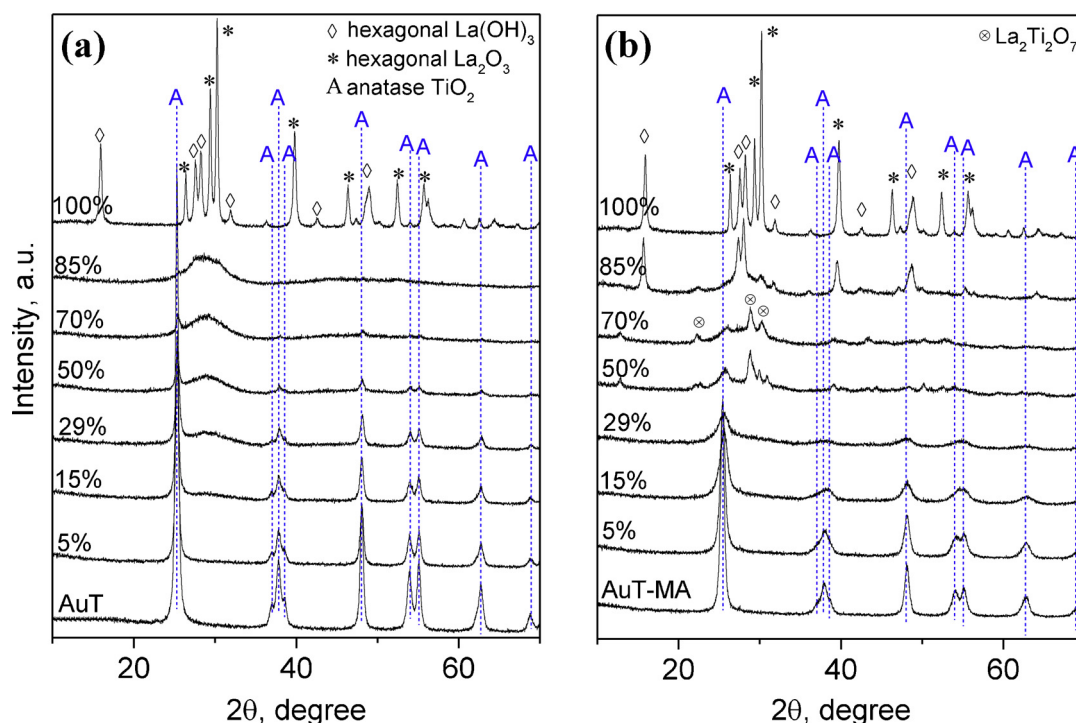 (a)
◊ hexagonal La(OH)3
* hexagonal La2O3
A anatase TiO2
*
*
A
A
A
A
A
A
A
A
A
◊
◊
◊
*
◊
*
◊
*
◊
*
*
100%
85%
70%
50%
29%
15%
5%
AuT
Intensity, a.u.
20
40
60
2θ, degree
(b)
⊗ La2Ti2O7
*
*
*
A
A
A
A
A
A
A
A
A
◊
◊
◊
*
◊
◊
*
◊
*
*
100%
85%
70%
⊗
⊗
⊗
50%
29%
15%
5%
AuT-MA
20
40
60
2θ, degree